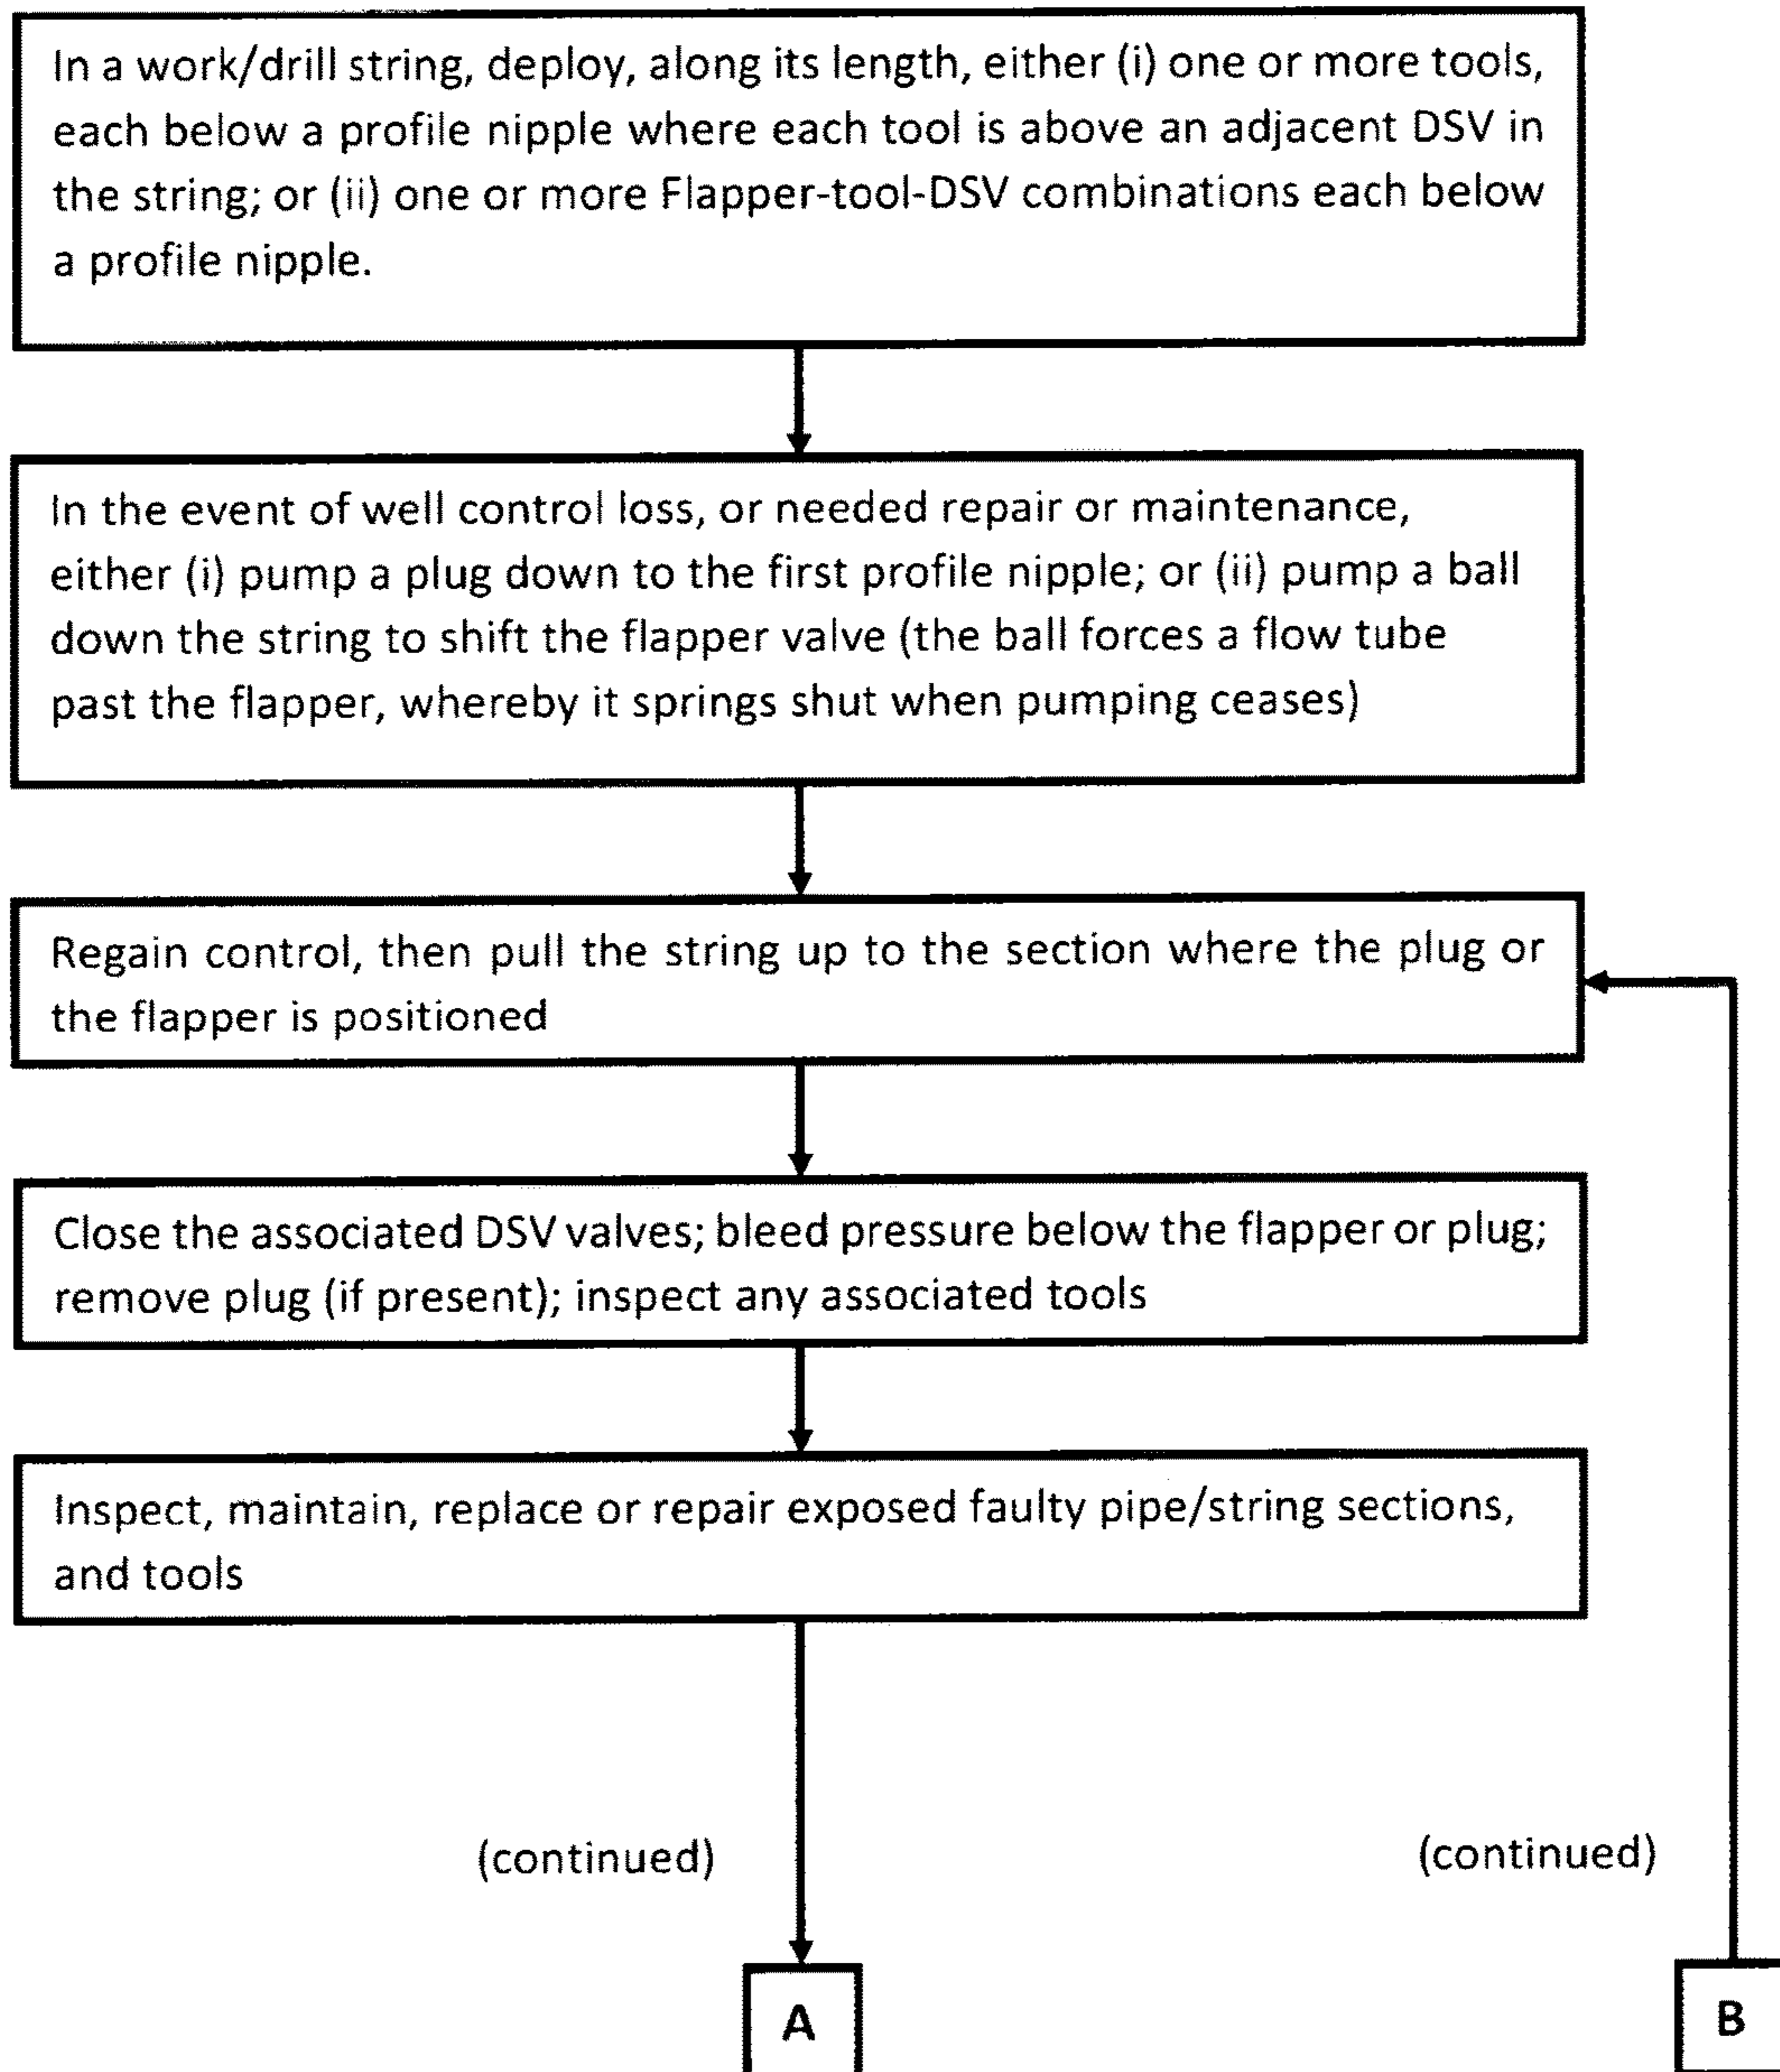 In a work/drill string, deploy, along its length, either (i) one or more tools,
each below a profile nipple where each tool is above an adjacent DSV in
the string; or (ii) one or more Flapper-tool-DSV combinations each below
a profile nipple.
In the event of well control loss, or needed repair or maintenance,
either (i) pump a plug down to the first profile nipple; or (ii) pump a ball
down the string to shift the flapper valve (the ball forces a flow tube
past the flapper, whereby it springs shut when pumping ceases)
Regain control, then pull the string up to the section where the plug or
the flapper is positioned
Close the associated DSV valves; bleed pressure below the flapper or plug;
remove plug (if present); inspect any associated tools
Inspect, maintain, replace or repair exposed faulty pipe/string sections,
and tools
(continued)
(continued)
A
B